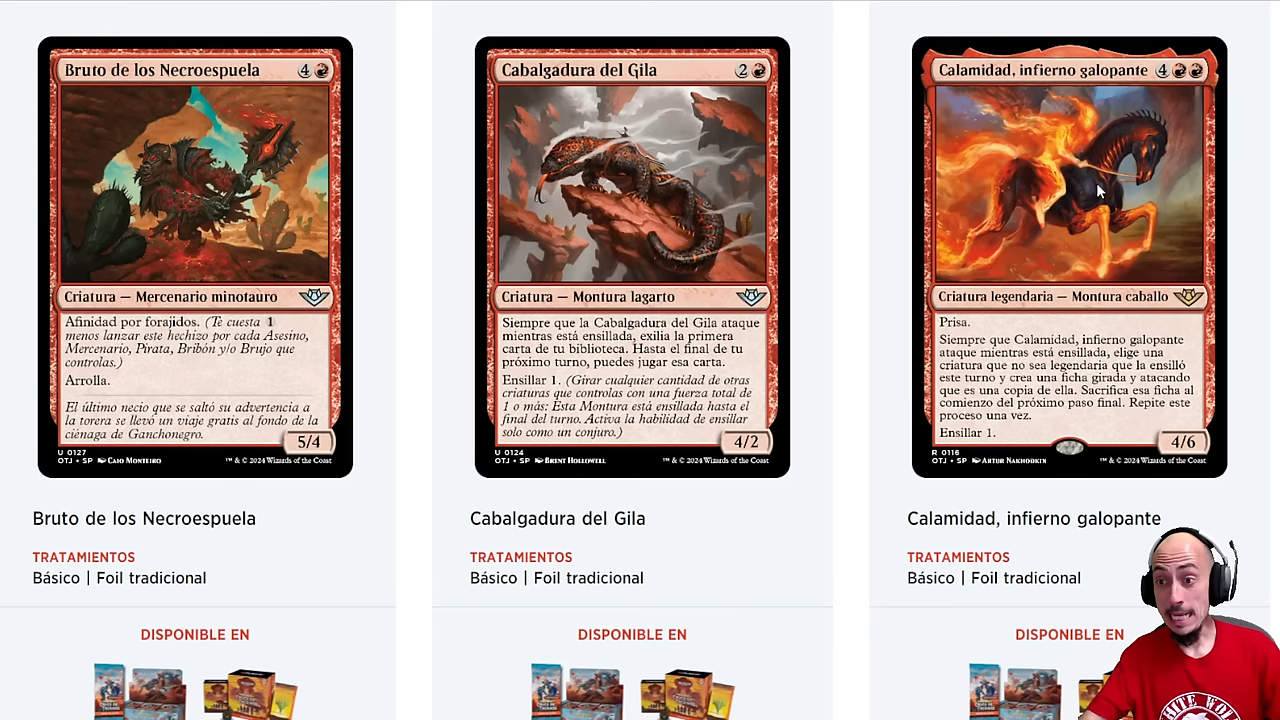 Bruto de los Necroespuela
4
Criatura — Mercenario minotauro
Afinidad por forajidos. (Te cuesta 1
menos lanzar este hechizo por cada Asesino,
Mercenario, Pirata, Bribón y/o Brujo que
controlas.)
Arrolla.
El último necio que se saltó su advertencia a
la torera se llevó un viaje gratis al fondo de la
ciénaga de Ganchonegro.
5/4
U 0127
OTJ • SP Caio Monteiro
™ & © 2024 Wizards of the Coast
Bruto de los Necroespuela
TRATAMIENTOS
Básico | Foil tradicional
DISPONIBLE EN
Cabalgadura del Gila
2
Criatura — Montura lagarto
Siempre que la Cabalgadura del Gila ataque
mientras está ensillada, exilia la primera
carta de tu biblioteca. Hasta el final de tu
próximo turno, puedes jugar esa carta.
Ensillar 1. (Girar cualquier cantidad de otras
criaturas que controlas con una fuerza total de
1 o más: Esta Montura está ensillada hasta el
final del turno. Activa la habilidad de ensillar
solo como un conjuro.)
4/2
U 0124
OTJ • SP Brent Hollowell
™ & © 2024 Wizards of the Coast
Cabalgadura del Gila
TRATAMIENTOS
Básico | Foil tradicional
DISPONIBLE EN
Calamidad, infierno galopante
4
Criatura legendaria — Montura caballo
Prisa.
Siempre que Calamidad, infierno galopante
ataque mientras está ensillada, elige una
criatura que no sea legendaria que la ensilló
este turno y crea una ficha girada y atacando
que es una copia de ella. Sacrifica esa ficha al
comienzo del próximo paso final. Repite este
proceso una vez.
Ensillar 1.
4/6
R 0116
OTJ • SP Artur Nakhodkin
™ & © 2024 Wizards of the Coast
Calamidad, infierno galopante
TRATAMIENTOS
Básico | Foil tradicional
DISPONIBLE EN